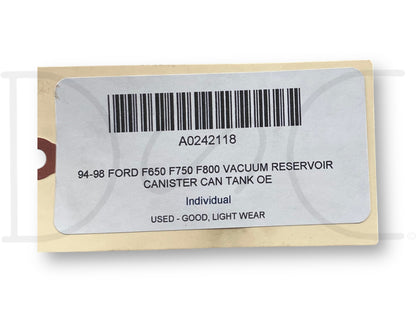 A0242118
94-98 FORD F650 F750 F800 VACUUM RESERVOIR
CANISTER CAN TANK OE
Individual
USED - GOOD, LIGHT WEAR